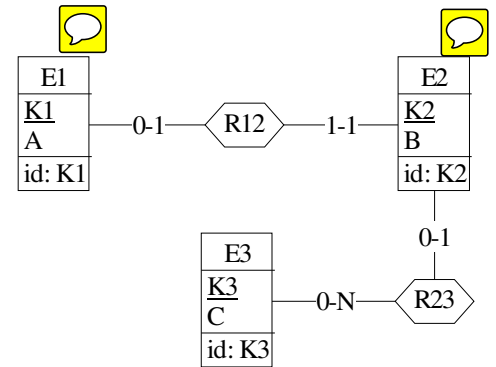 E1
K1
A
id: K1
0-1
R12
1-1
E2
K2
B
id: K2
0-1
E3
K3
C
id: K3
0-N
R23